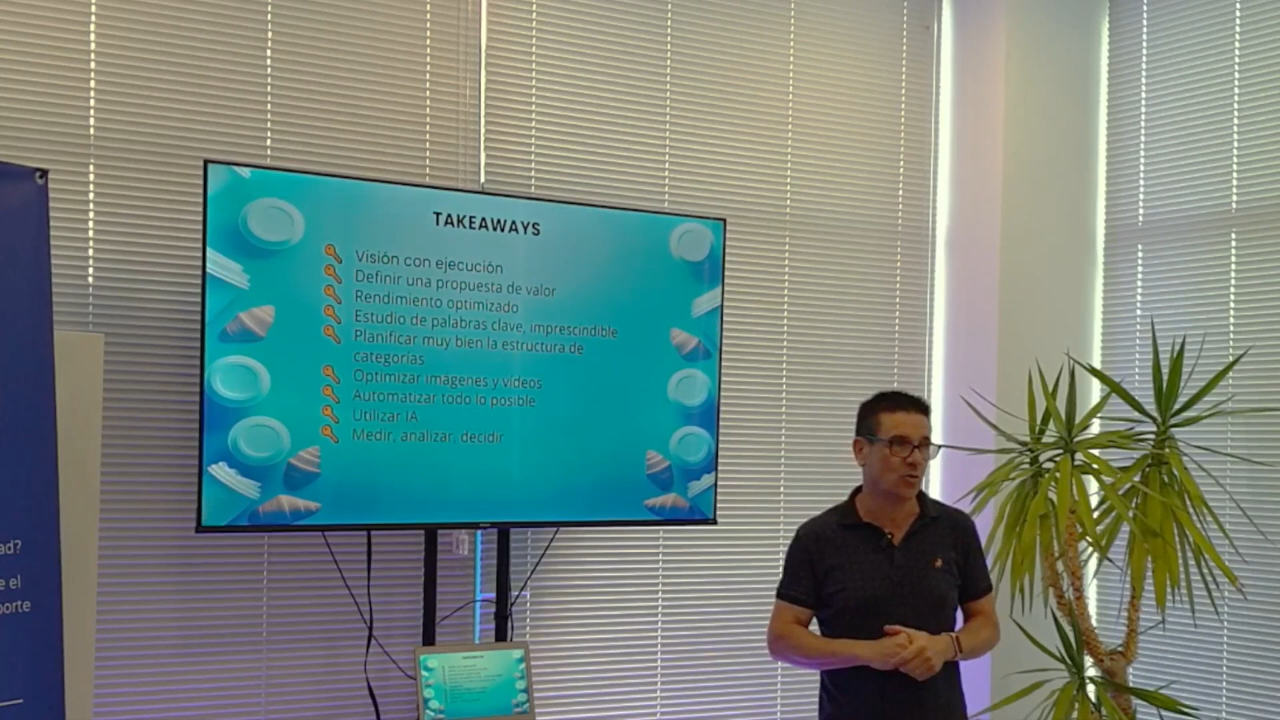 TAKEAWAYS
Visión con ejecución
Definir una propuesta de valor
Rendimiento optimizado
Estudio de palabras clave, imprescindible
Planificar muy bien la estructura de
categorías
Optimizar imágenes y vídeos
Automatizar todo lo posible
Utilizar IA
Medir, analizar, decidir
ad?
e el
porte